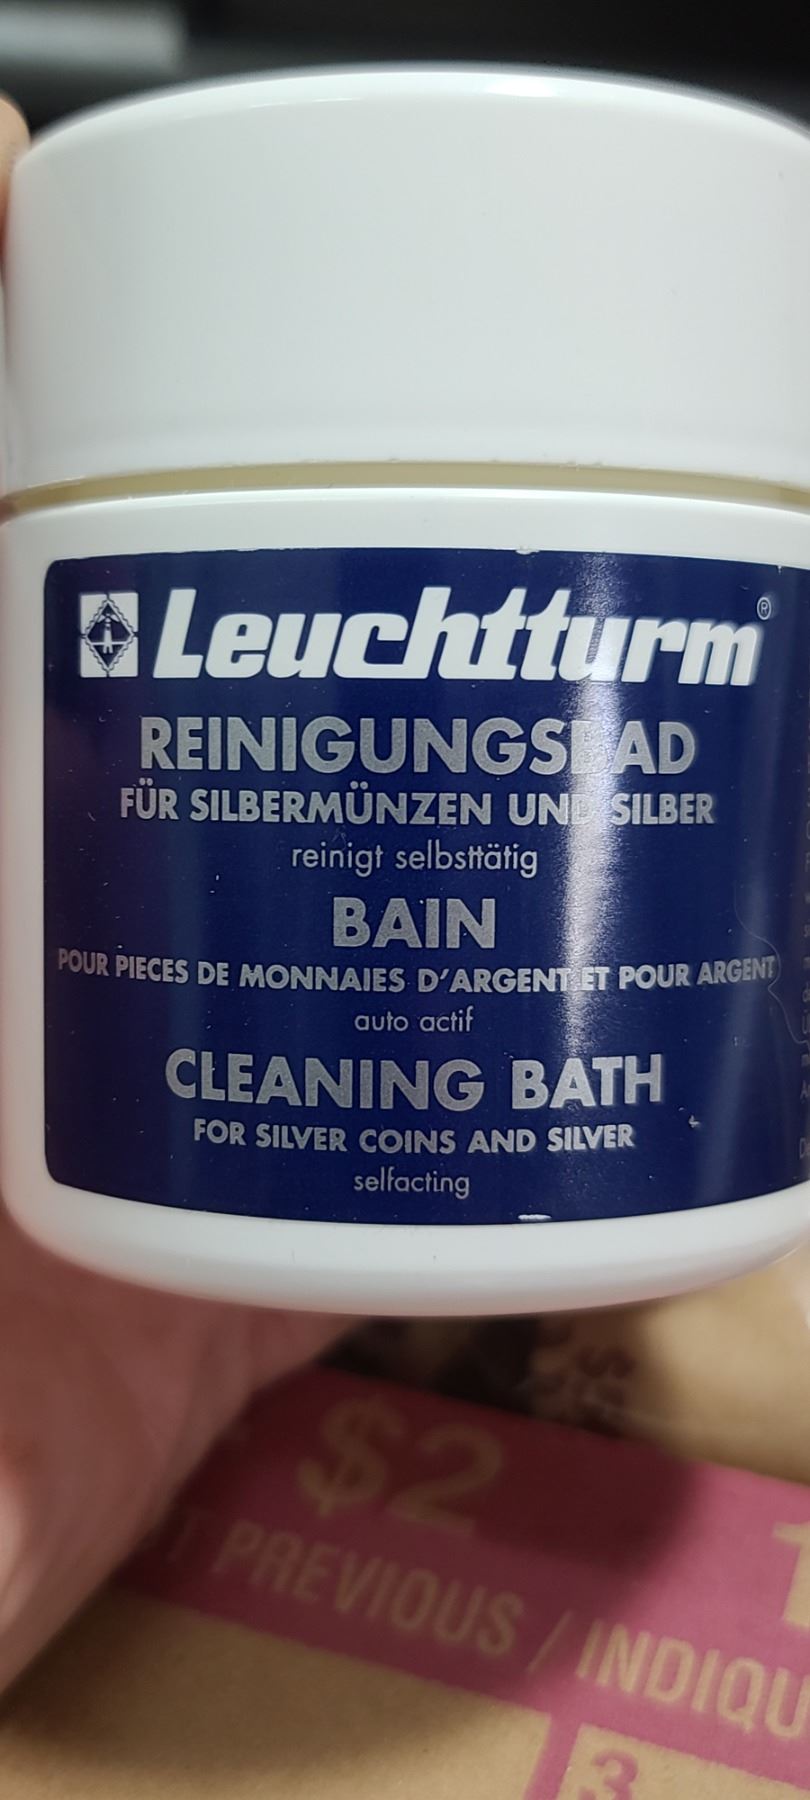 Leuchtturm®
REINIGUNGSBAD
FÜR SILBERMÜNZEN UND SILBER
reinigt selbsttätig
BAIN
POUR PIECES DE MONNAIES D'ARGENT ET POUR ARGENT
auto actif
CLEANING BATH
FOR SILVER COINS AND SILVER
selfacting
$2
PREVIOUS / INDIQU
3